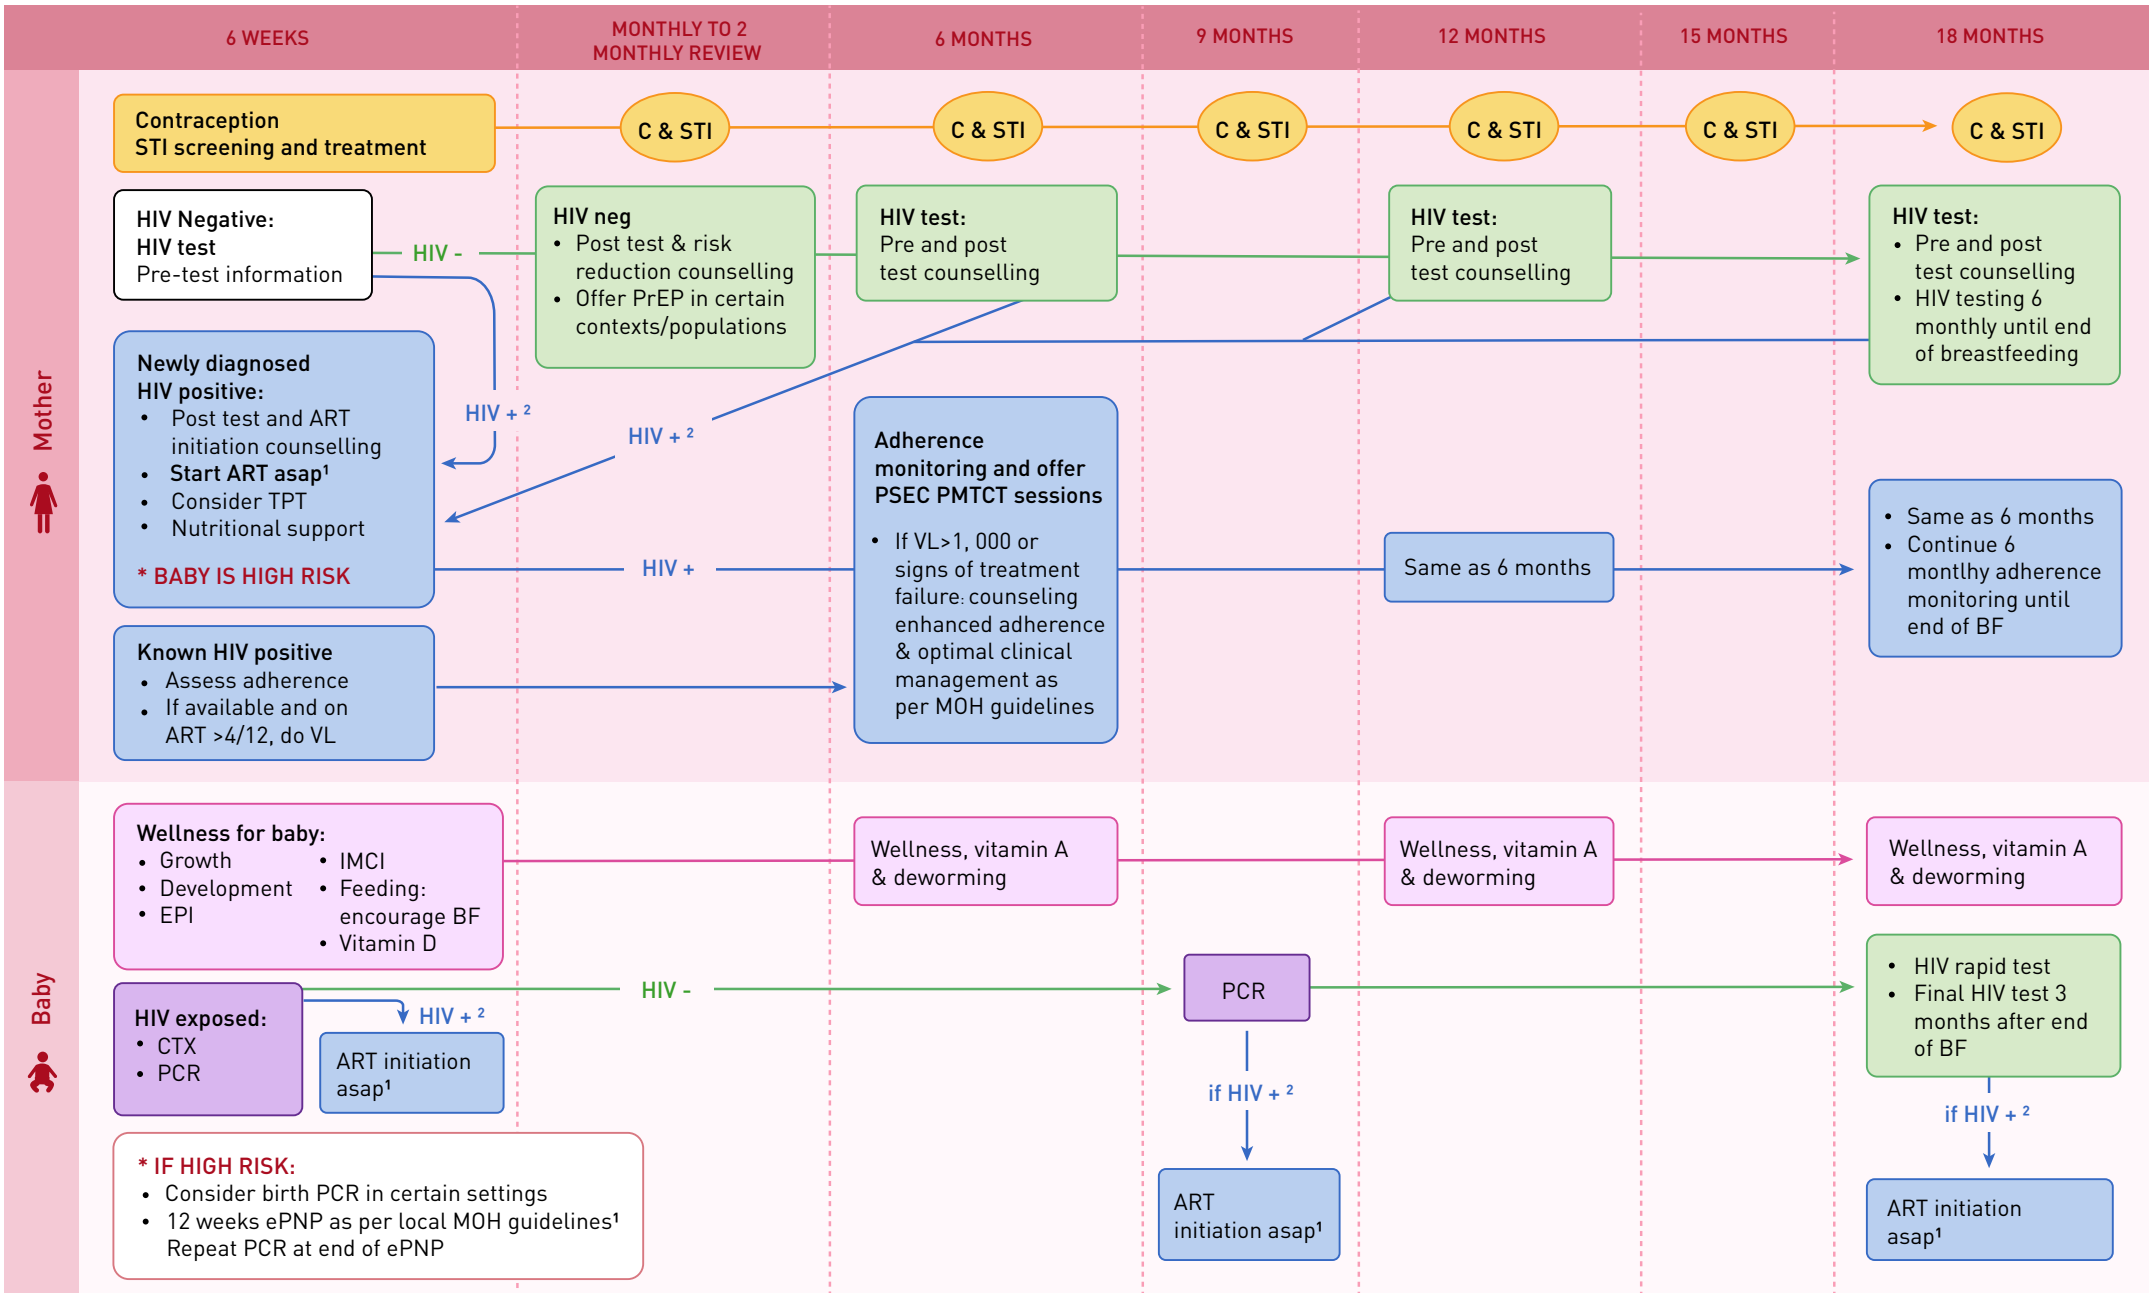 6 WEEKS
MONTHLY TO 2
MONTHLY REVIEW
6 MONTHS
9 MONTHS
12 MONTHS
15 MONTHS
18 MONTHS
Mother
Contraception
STI screening and treatment
C & STI
C & STI
C & STI
C & STI
C & STI
C & STI
HIV Negative:
HIV test
Pre-test information
HIV -
HIV neg
• Post test & risk
reduction counselling
• Offer PrEP in certain
contexts/populations
HIV test:
Pre and post
test counselling
HIV test:
Pre and post
test counselling
HIV test:
• Pre and post
test counselling
• HIV testing 6
monthly until end
of breastfeeding
Newly diagnosed
HIV positive:
• Post test and ART
initiation counselling
• Start ART asap¹
• Consider TPT
• Nutritional support
* BABY IS HIGH RISK
HIV + ²
HIV + ²
HIV +
Adherence
monitoring and offer
PSEC PMTCT sessions
• If VL>1, 000 or
signs of treatment
failure: counseling
enhanced adherence
& optimal clinical
management as
per MOH guidelines
Same as 6 months
• Same as 6 months
• Continue 6
montlhy adherence
monitoring until
end of BF
Known HIV positive
• Assess adherence
• If available and on
ART >4/12, do VL
Baby
Wellness for baby:
• Growth
• Development
• EPI
• IMCI
• Feeding:
encourage BF
• Vitamin D
Wellness, vitamin A
& deworming
Wellness, vitamin A
& deworming
Wellness, vitamin A
& deworming
HIV exposed:
• CTX
• PCR
HIV + ²
ART initiation
asap¹
HIV -
PCR
if HIV + ²
ART
initiation asap¹
• HIV rapid test
• Final HIV test 3
months after end
of BF
if HIV + ²
ART initiation
asap¹
* IF HIGH RISK:
• Consider birth PCR in certain settings
• 12 weeks ePNP as per local MOH guidelines¹
Repeat PCR at end of ePNP